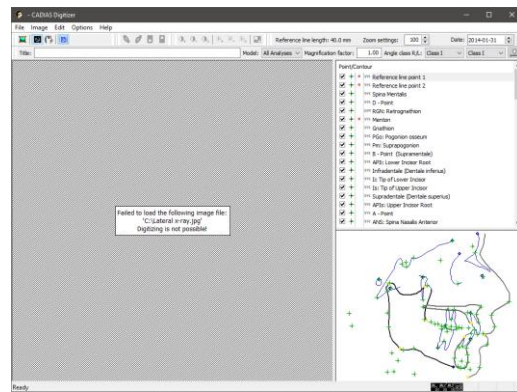 - CADIAS Digitizer
File Image Edit Options Help
Reference line length: 40.0 mm Zoom settings: 100 Date: 2014-01-31
Title: Model: All Analyses Magnification factor: 1.00 Angle class R/L: Class I Class I
Point/Contour
Reference line point 1
Reference line point 2
Spina Mentalis
D - Point
RGN: Retrognathion
Menton
Gnathion
PGo: Pogonion osseum
Pm: Suprapogonion
B - Point (Supramentale)
APIi: Lower Incisor Root
Infradentale (Dentale inferius)
Ii: Tip of Lower Incisor
Is: Tip of Upper Incisor
Supradentale (Dentale superius)
APIs: Upper Incisor Root
A - Point
ANS: Spina Nasalis Anterior
Failed to load the following image file:
'C:\Lateral x-ray.jpg'
Digitizing is not possible!
Ready